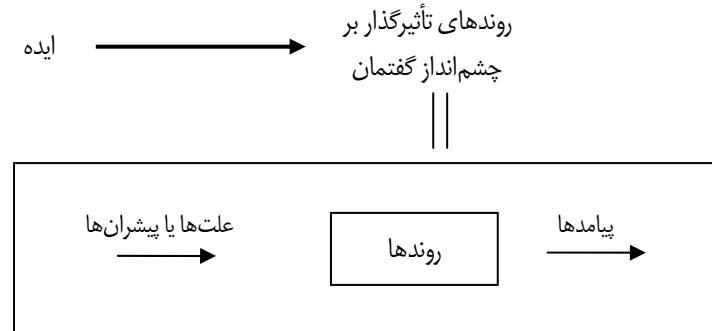 روندهای تأثیرگذار بر
چشم‌انداز گفتمان
ایده
علت‌ها یا پیشران‌ها
روندها
پیامدها